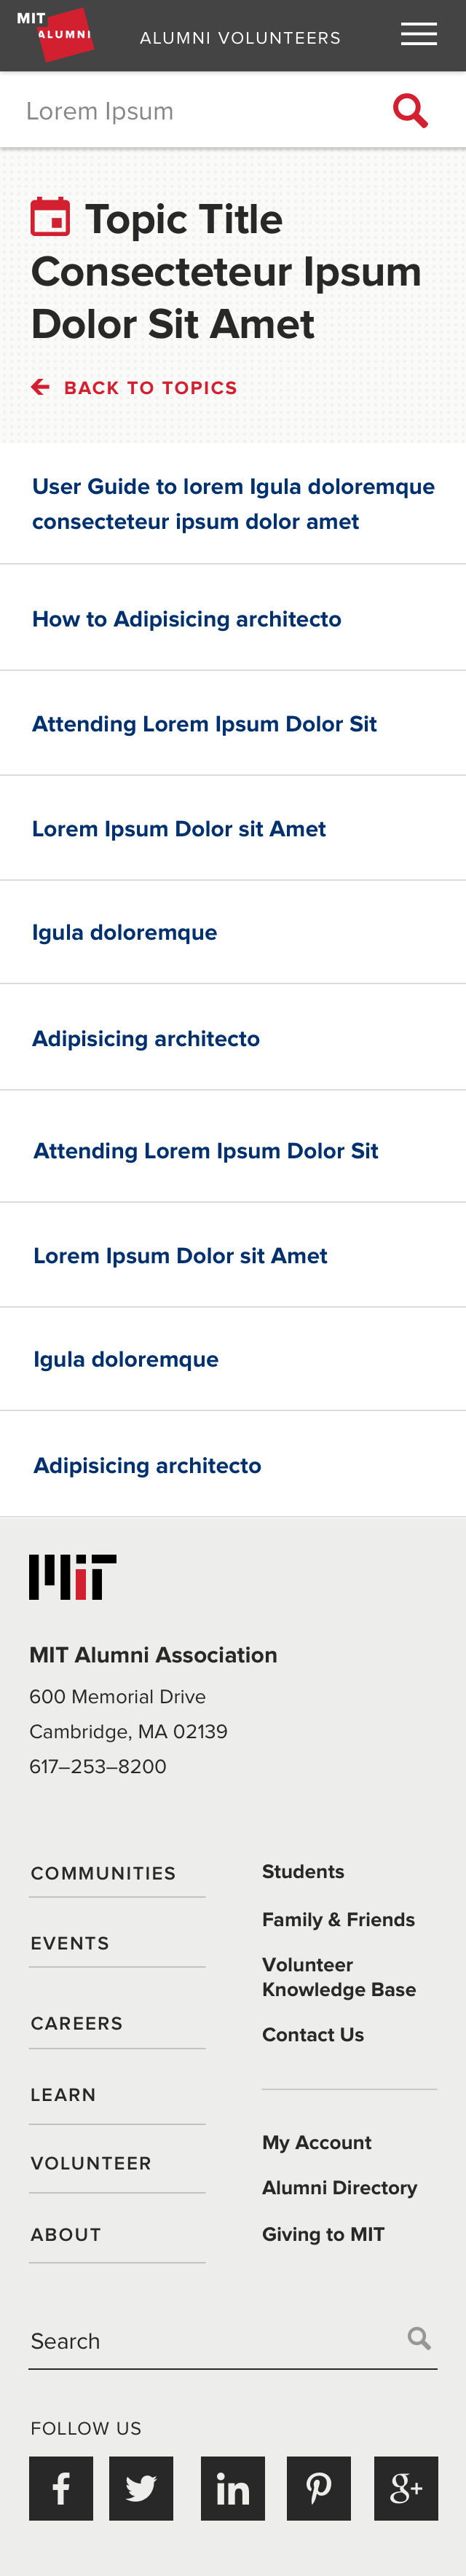 MIT
ALUMNI
ALUMNI VOLUNTEERS
Lorem Ipsum
Topic Title
Consecteteur Ipsum
Dolor Sit Amet
BACK TO TOPICS
User Guide to lorem Igula doloremque
consecteteur ipsum dolor amet
How to Adipisicing architecto
Attending Lorem Ipsum Dolor Sit
Lorem Ipsum Dolor sit Amet
Igula doloremque
Adipisicing architecto
Attending Lorem Ipsum Dolor Sit
Lorem Ipsum Dolor sit Amet
Igula doloremque
Adipisicing architecto
MIT
MIT Alumni Association
600 Memorial Drive
Cambridge, MA 02139
617–253–8200
COMMUNITIES
EVENTS
CAREERS
LEARN
VOLUNTEER
ABOUT
Students
Family & Friends
Volunteer
Knowledge Base
Contact Us
My Account
Alumni Directory
Giving to MIT
Search
FOLLOW US
f
in
g+